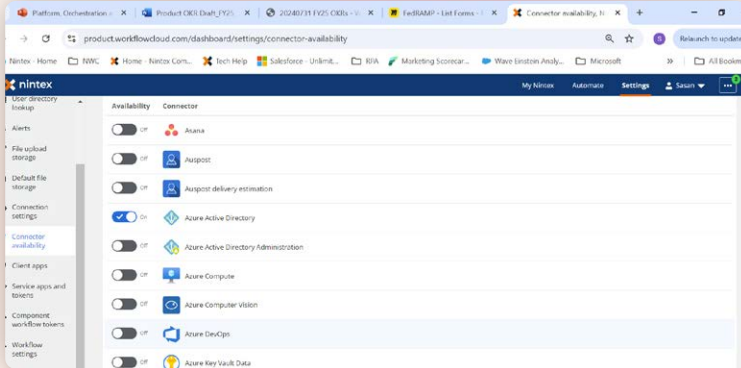 Platform, Orchestration
Product OKR Draft_FY25
20240731 FY25 OKRs
FedRAMP - List Forms
Connector availability, N
product.workflowcloud.com/dashboard/settings/connector-availability
S
Relaunch to update
Nintex - Home
NWC
Home - Nintex Com...
Tech Help
Salesforce - Unlimit...
RFA
Marketing Scorecar...
Wave Einstein Analy...
Microsoft
All Bookm
nintex
My Nintex
Automate
Settings
Sasan
User directory
lookup
Alerts
File upload
storage
Default file
storage
Connection
settings
Connector
availability
Client apps
Service apps and
tokens
Component
workflow tokens
Workflow
settings
Availability Connector
Off Asana
Off Auspost
Off Auspost delivery estimation
On Azure Active Directory
Off Azure Active Directory Administration
Off Azure Compute
Off Azure Computer Vision
Off Azure DevOps
Off Azure Key Vault Data